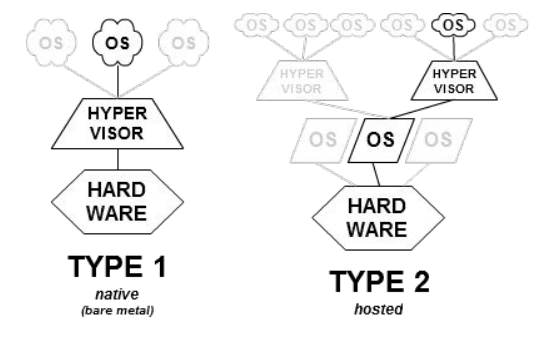 OS OS OS
HYPER
VISOR
HARD
WARE
TYPE 1
native
(bare metal)
OS OS OS OS OS OS
HYPER HYPER
VISOR VISOR
OS OS OS
HARD
WARE
TYPE 2
hosted